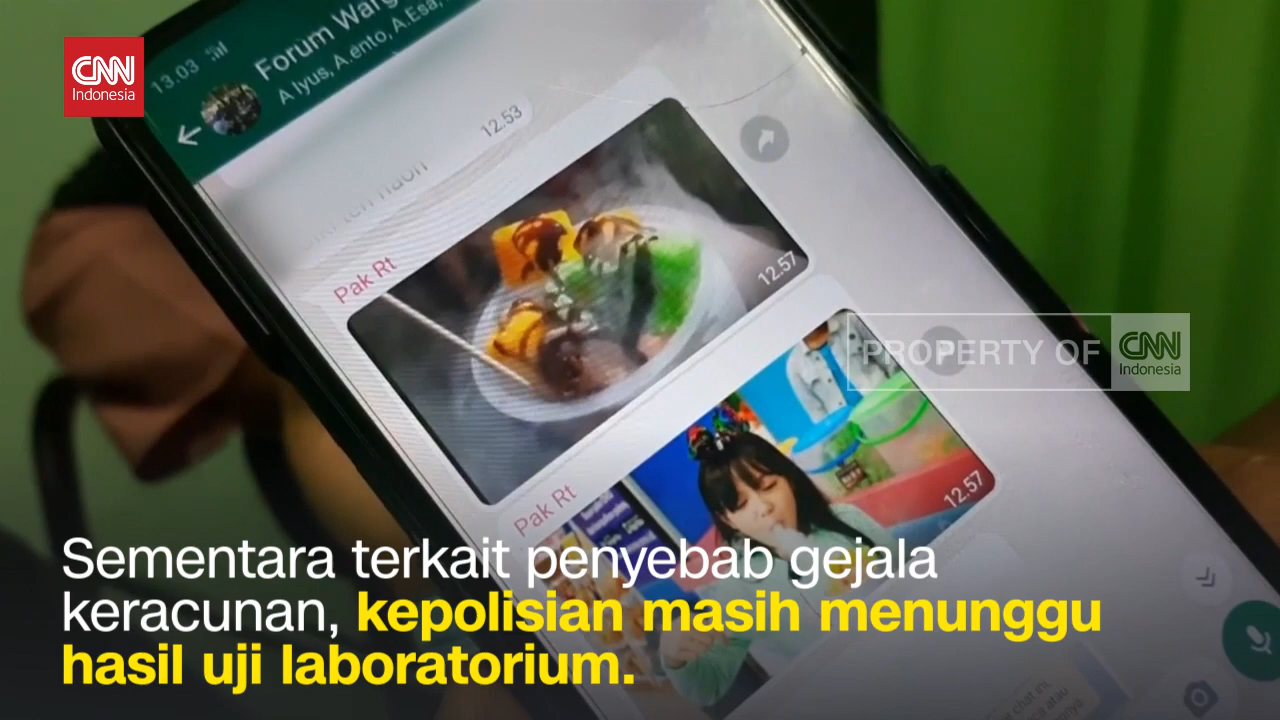 CNN
Indonesia
13.03
Forum Warg
A Iyus, A.ento, A.Esa,
12.53
Pak Rt
12.57
PROPERTY OF CNN
Indonesia
Pak Rt
12.57
Sementara terkait penyebab gejala
keracunan, kepolisian masih menunggu
hasil uji laboratorium.